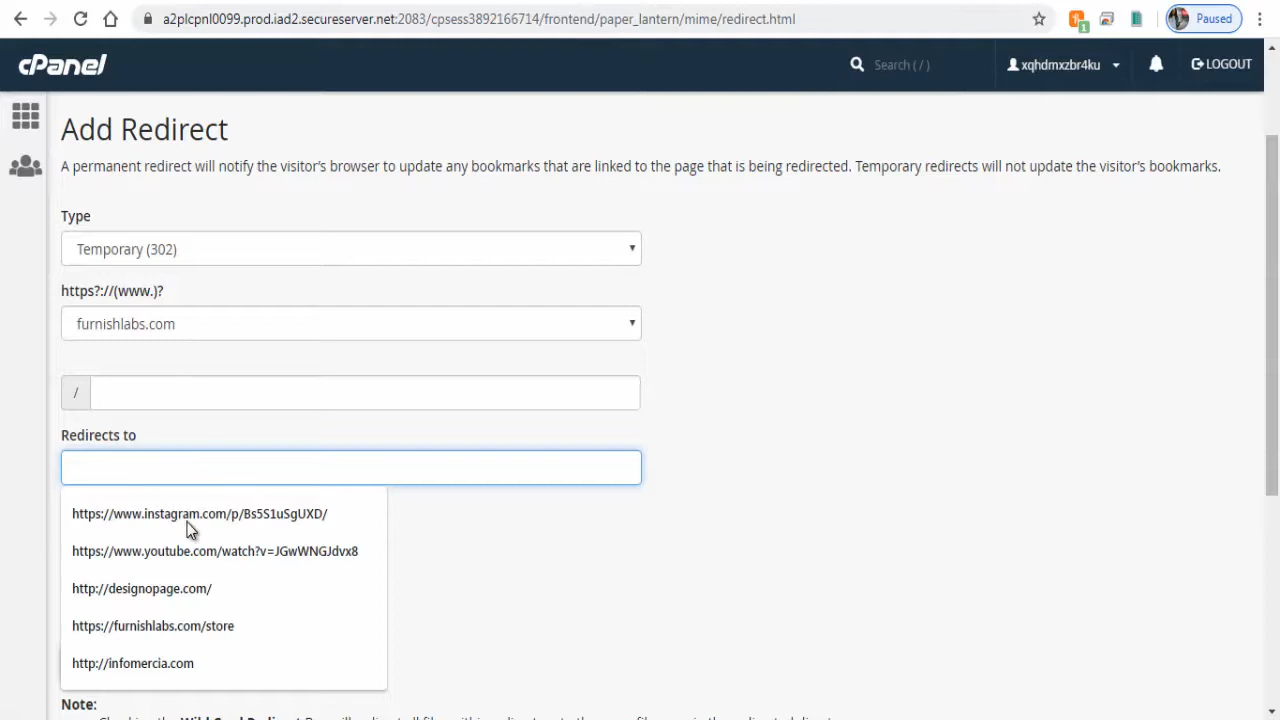 a2plcpnl0099.prod.iad2.secureserver.net:2083/cpsess3892166714/frontend/paper_lantern/mime/redirect.html
1
Paused
cPanel
Search ( / )
xqhdmxzbr4ku
LOGOUT
Add Redirect
A permanent redirect will notify the visitor's browser to update any bookmarks that are linked to the page that is being redirected. Temporary redirects will not update the visitor's bookmarks.
Type
Temporary (302)
https?://(www.)?
furnishlabs.com
/
Redirects to
https://www.instagram.com/p/Bs5S1uSgUXD/
https://www.youtube.com/watch?v=JGwWNGJdvx8
http://designopage.com/
https://furnishlabs.com/store
http://infomercia.com
Note: